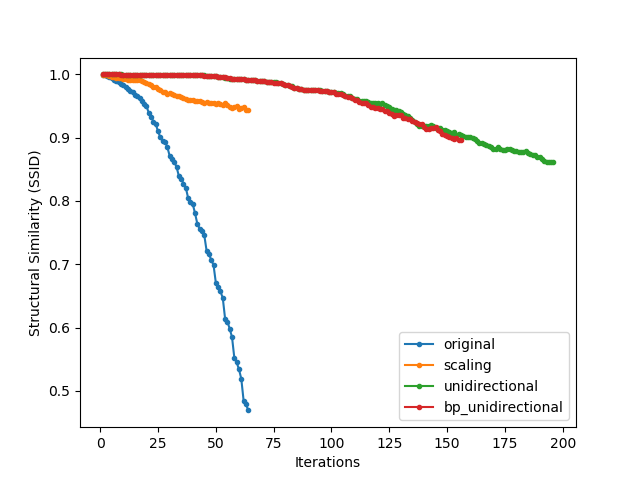 1.0
0.9
0.8
0.7
0.6
0.5
Structural Similarity (SSID)
original
scaling
unidirectional
bp_unidirectional
0 25 50 75 100 125 150 175 200
Iterations